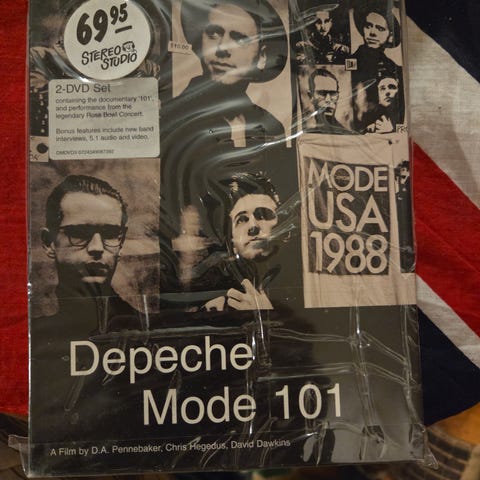 69 95
STEREO
STUDIO
$10.00
2-DVD Set
containing the documentary '101',
and performance from the
legendary Rose Bowl Concert.
Bonus features include new band
interviews, 5.1 audio and video.
MODE
USA
1988
Depeche
Mode 101
A Film by D.A. Pennebaker, Chris Hegedus, David Dawkins